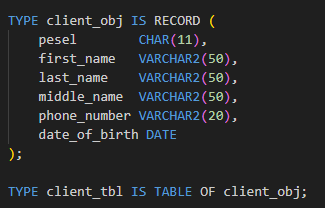 TYPE client_obj IS RECORD (
    pesel         CHAR(11),
    first_name    VARCHAR2(50),
    last_name     VARCHAR2(50),
    middle_name   VARCHAR2(50),
    phone_number VARCHAR2(20),
    date_of_birth DATE
);
TYPE client_tbl IS TABLE OF client_obj;